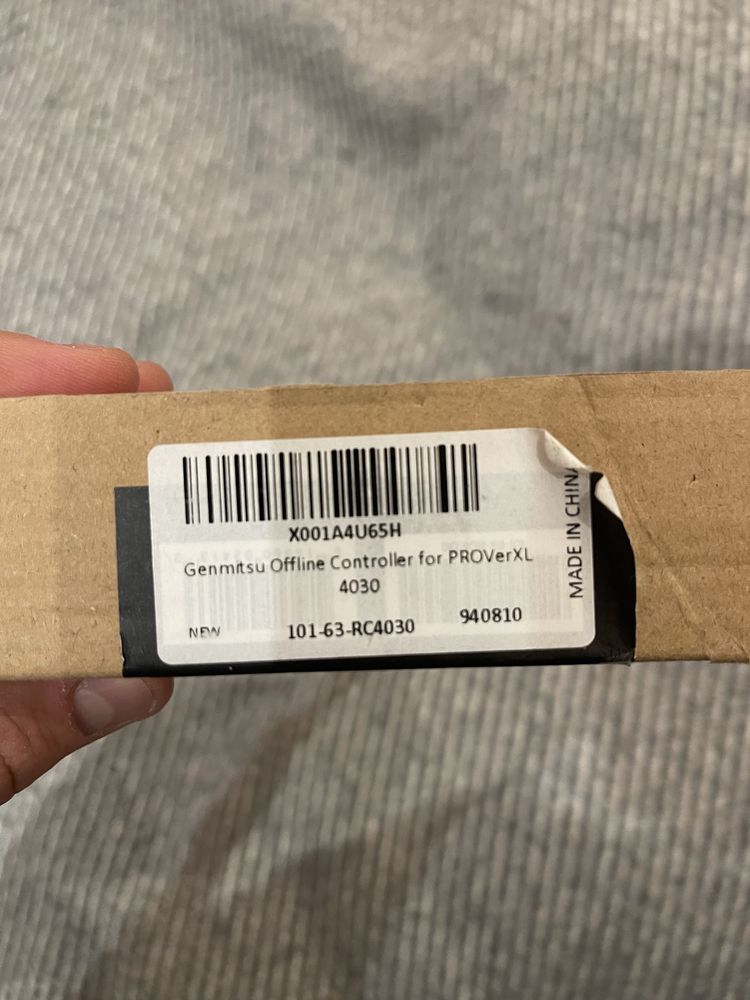 X001A4U65H
Genmitsu Offline Controller for PROVerXL
4030
NEW 101-63-RC4030 940810
MADE IN CHINA